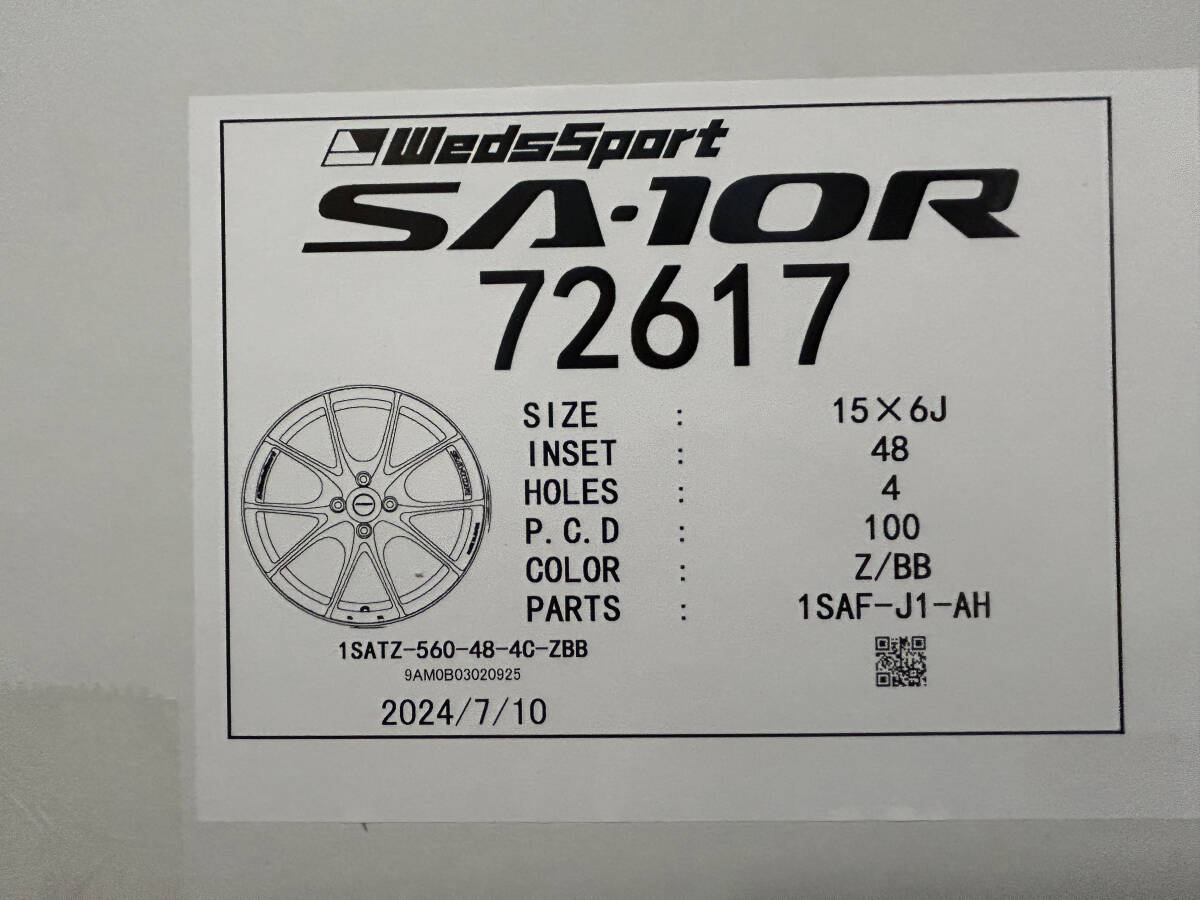 WedsSport
SA-10R
72617
SIZE : 15×6J
INSET : 48
HOLES : 4
P.C.D : 100
COLOR : Z/BB
PARTS : 1SAF-J1-AH
1SATZ-560-48-4C-ZBB
9AM0B03020925
2024/7/10